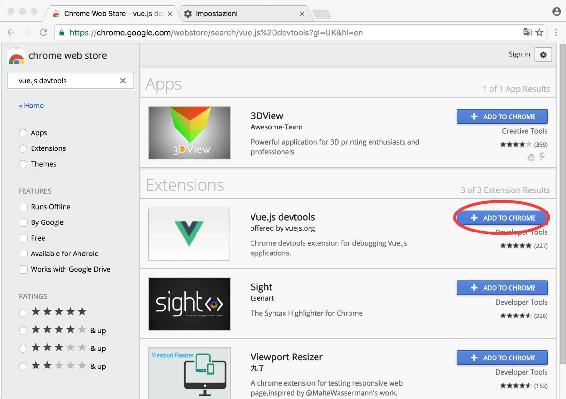 Chrome Web Store - vue.js de
Impostazioni
https://chrome.google.com/webstore/search/vue.js%20devtools?gl=UK&hl=en
chrome web store
Sign in
vue.js devtools
« Home
Apps
Extensions
Themes
FEATURES
Runs Offline
By Google
Free
Available for Android
Works with Google Drive
RATINGS
& up
& up
& up
Apps
1 of 1 App Results
3DView
3DView
Awesome-Team
Powerful application for 3D printing enthusiasts and
professionals
ADD TO CHROME
Creative Tools
(359)
Extensions
3 of 3 Extension Results
Vue.js devtools
offered by vuejs.org
Chrome devtools extension for debugging Vue.js
applications.
ADD TO CHROME
Developer Tools
(227)
sight
Sight
tsenart
The Syntax Highlighter for Chrome
ADD TO CHROME
Developer Tools
(226)
Viewport Resizer
Viewport Resizer
A chrome extension for testing responsive web
page,inspired by @MalteWassermann's work.
ADD TO CHROME
Developer Tools
(153)